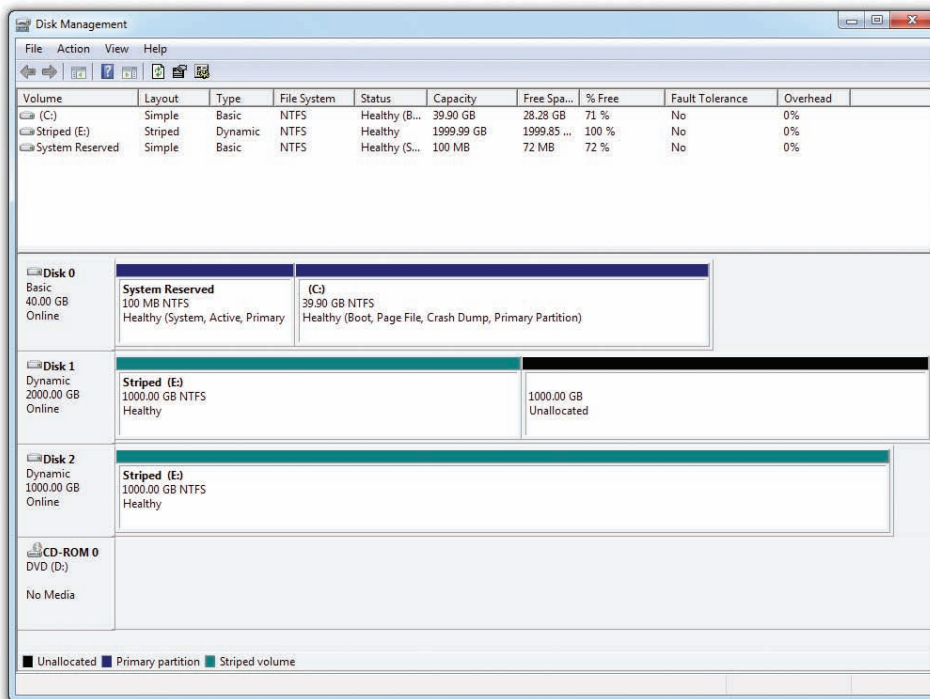 Disk Management
File Action View Help
Volume Layout Type File System Status Capacity Free Spa... % Free Fault Tolerance Overhead
(C:) Simple Basic NTFS Healthy (B... 39.90 GB 28.28 GB 71 % No 0%
Striped (E:) Striped Dynamic NTFS Healthy 1999.99 GB 1999.85 ... 100 % No 0%
System Reserved Simple Basic NTFS Healthy (S... 100 MB 72 MB 72 % No 0%
Disk 0
Basic
40.00 GB
Online
System Reserved
100 MB NTFS
Healthy (System, Active, Primary
(C:)
39.90 GB NTFS
Healthy (Boot, Page File, Crash Dump, Primary Partition)
Disk 1
Dynamic
2000.00 GB
Online
Striped (E:)
1000.00 GB NTFS
Healthy
1000.00 GB
Unallocated
Disk 2
Dynamic
1000.00 GB
Online
Striped (E:)
1000.00 GB NTFS
Healthy
CD-ROM 0
DVD (D:)
No Media
Unallocated Primary partition Striped volume